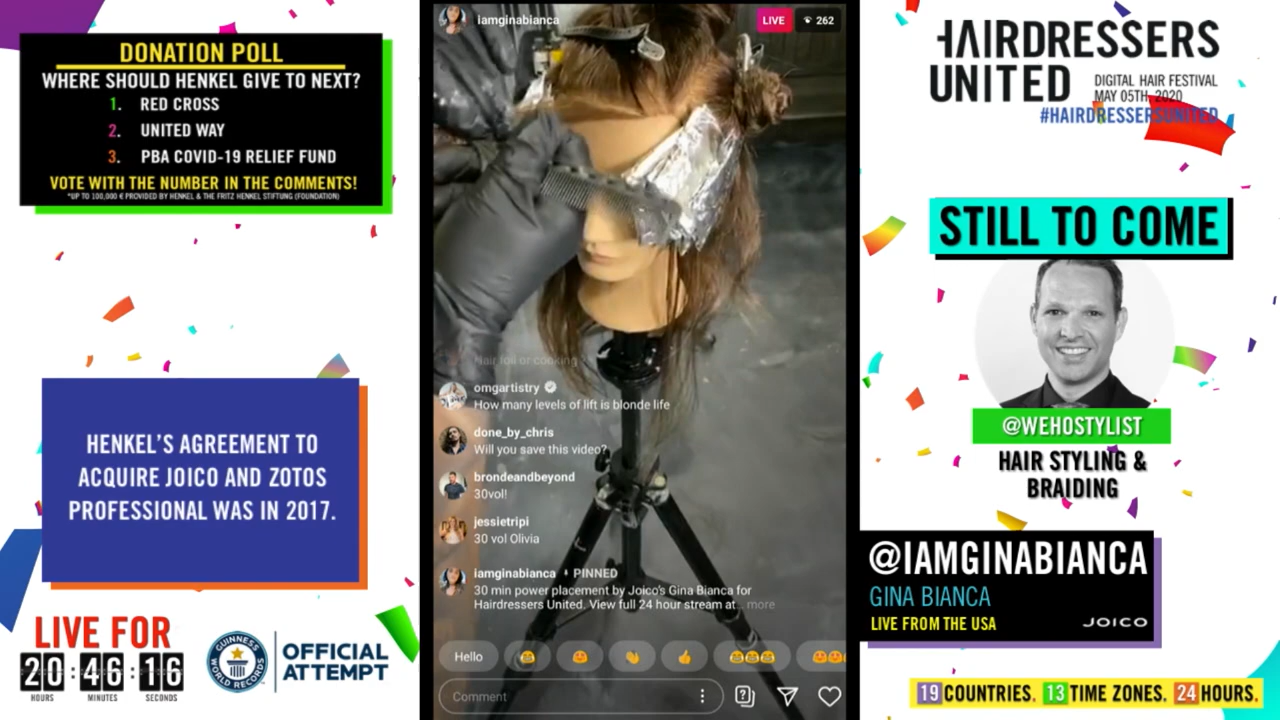 DONATION POLL
WHERE SHOULD HENKEL GIVE TO NEXT?
1. RED CROSS
2. UNITED WAY
3. PBA COVID-19 RELIEF FUND
VOTE WITH THE NUMBER IN THE COMMENTS!
*UP TO 100,000 € PROVIDED BY HENKEL & THE FRITZ HENKEL STIFTUNG (FOUNDATION)
HENKEL'S AGREEMENT TO
ACQUIRE JOICO AND ZOTOS
PROFESSIONAL WAS IN 2017.
LIVE FOR
20:46:16
HOURS MINUTES SECONDS
GUINNESS
WORLD RECORDS
OFFICIAL
ATTEMPT
iamginabianca
LIVE
262
Hair foil or cooking
omgartistry
How many levels of lift is blonde life
done_by_chris
Will you save this video?
brondeandbeyond
30vol!
jessietripi
30 vol Olivia
iamginabianca PINNED
30 min power placement by Joico's Gina Bianca for
Hairdressers United. View full 24 hour stream at... more
Hello
Comment
HAIRDRESSERS
UNITED
DIGITAL HAIR FESTIVAL
MAY 05TH, 2020
#HAIRDRESSERSUNITED
STILL TO COME
@WEHOSTYLIST
HAIR STYLING &
BRAIDING
@IAMGINABIANCA
GINA BIANCA
LIVE FROM THE USA
JOICO
19 COUNTRIES. 13 TIME ZONES. 24 HOURS.